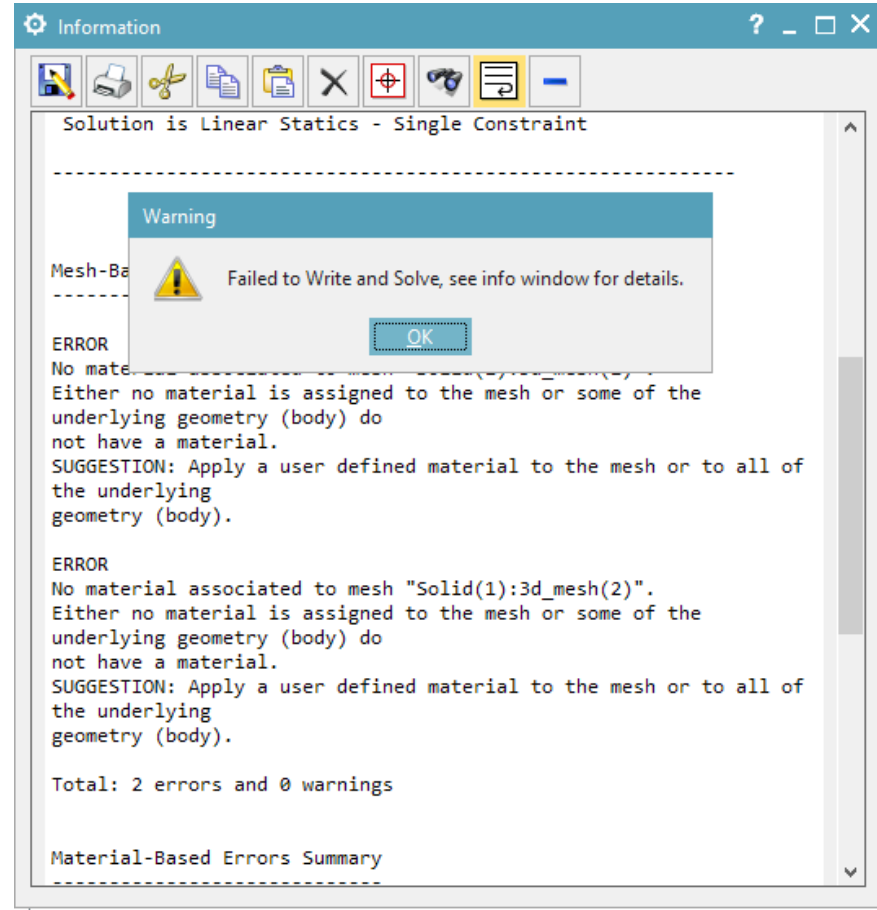 Information
Solution is Linear Statics - Single Constraint
------------------------------------------------------------
Warning
Failed to Write and Solve, see info window for details.
OK
Mesh-Ba
-------
ERROR
No mate
Either no material is assigned to the mesh or some of the
underlying geometry (body) do
not have a material.
SUGGESTION: Apply a user defined material to the mesh or to all of
the underlying
geometry (body).
ERROR
No material associated to mesh "Solid(1):3d_mesh(2)".
Either no material is assigned to the mesh or some of the
underlying geometry (body) do
not have a material.
SUGGESTION: Apply a user defined material to the mesh or to all of
the underlying
geometry (body).
Total: 2 errors and 0 warnings
Material-Based Errors Summary
-----------------------------